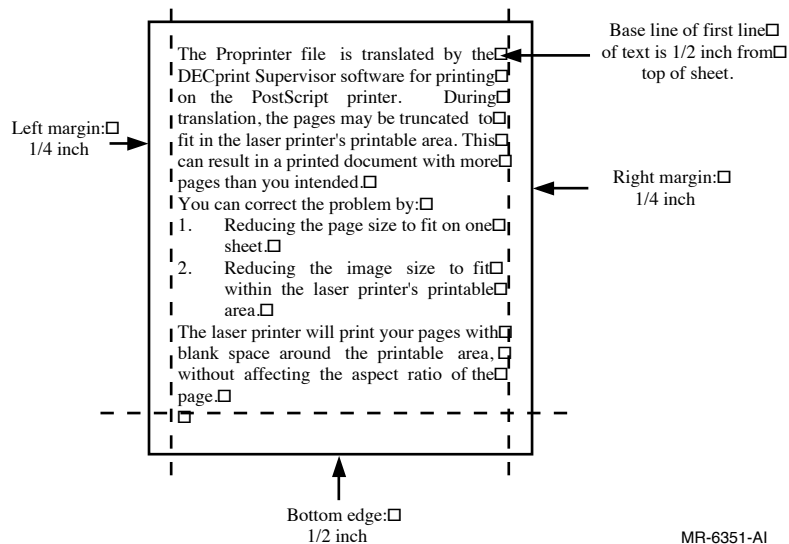 Base line of first line□
of text is 1/2 inch from□
top of sheet.
The Proprinter file is translated by the□
DECprint Supervisor software for printing□
on the PostScript printer. During□
translation, the pages may be truncated to□
fit in the laser printer's printable area. This□
can result in a printed document with more□
pages than you intended.□
You can correct the problem by:□
1. Reducing the page size to fit on one□
sheet.□
2. Reducing the image size to fit□
within the laser printer's printable□
area.□
The laser printer will print your pages with□
blank space around the printable area,□
without affecting the aspect ratio of the□
page.□
□
Left margin:□
1/4 inch
Right margin:□
1/4 inch
Bottom edge:□
1/2 inch
MR-6351-AI